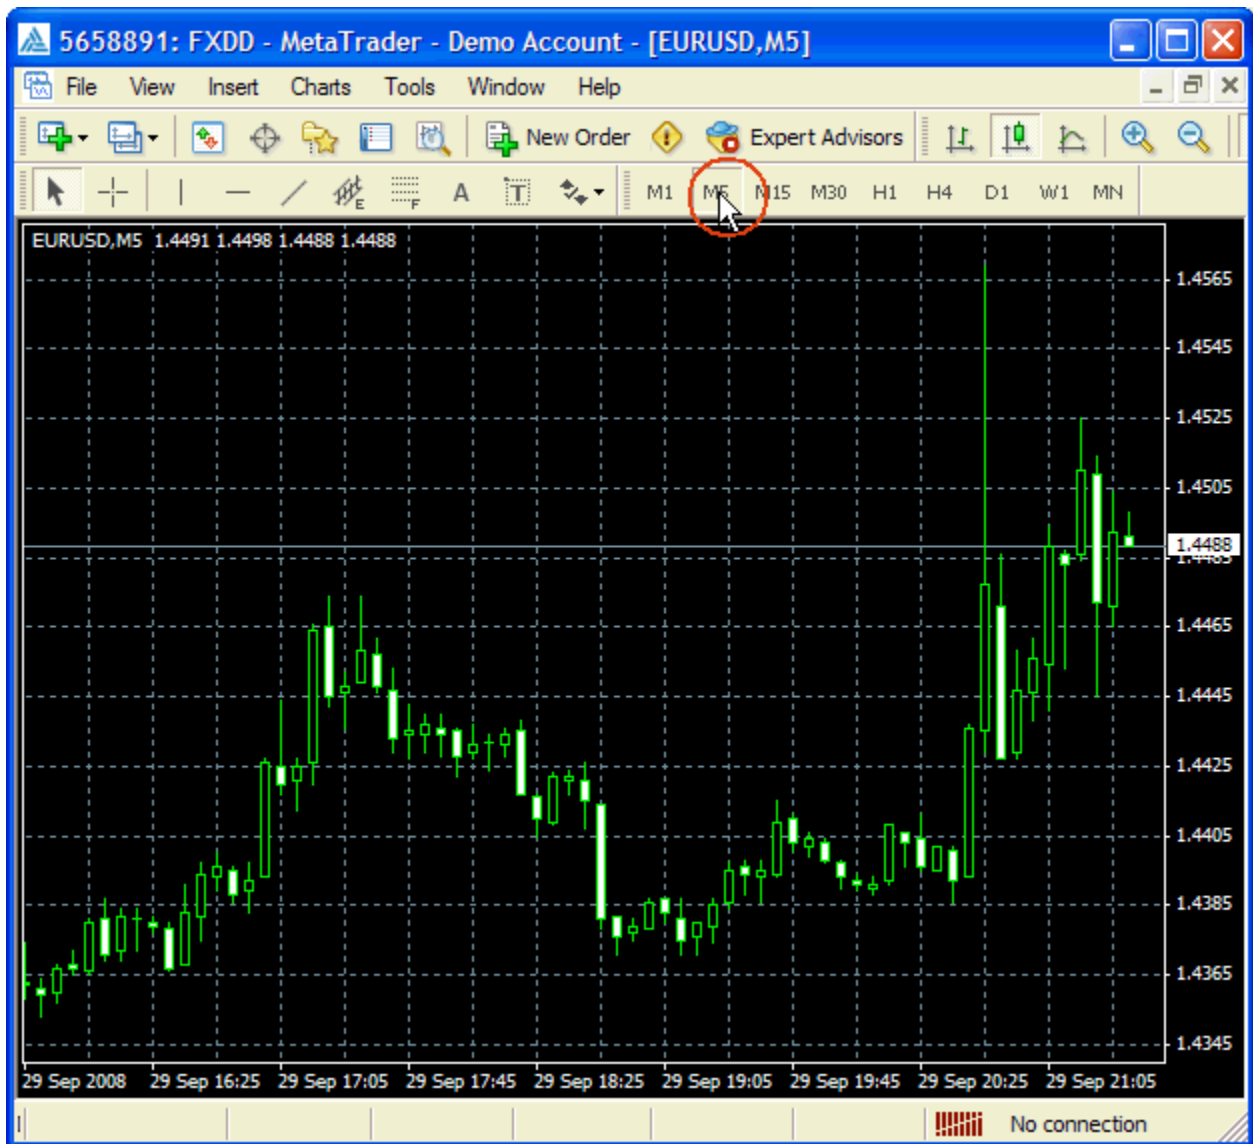 5658891: FXDD - MetaTrader - Demo Account - [EURUSD,M5]
File View Insert Charts Tools Window Help
New Order Expert Advisors
E F A T M1 M5 M15 M30 H1 H4 D1 W1 MN
EURUSD,M5 1.4491 1.4498 1.4488 1.4488
1.4565
1.4545
1.4525
1.4505
1.4488
1.4485
1.4465
1.4445
1.4425
1.4405
1.4385
1.4365
1.4345
29 Sep 2008 29 Sep 16:25 29 Sep 17:05 29 Sep 17:45 29 Sep 18:25 29 Sep 19:05 29 Sep 19:45 29 Sep 20:25 29 Sep 21:05
No connection